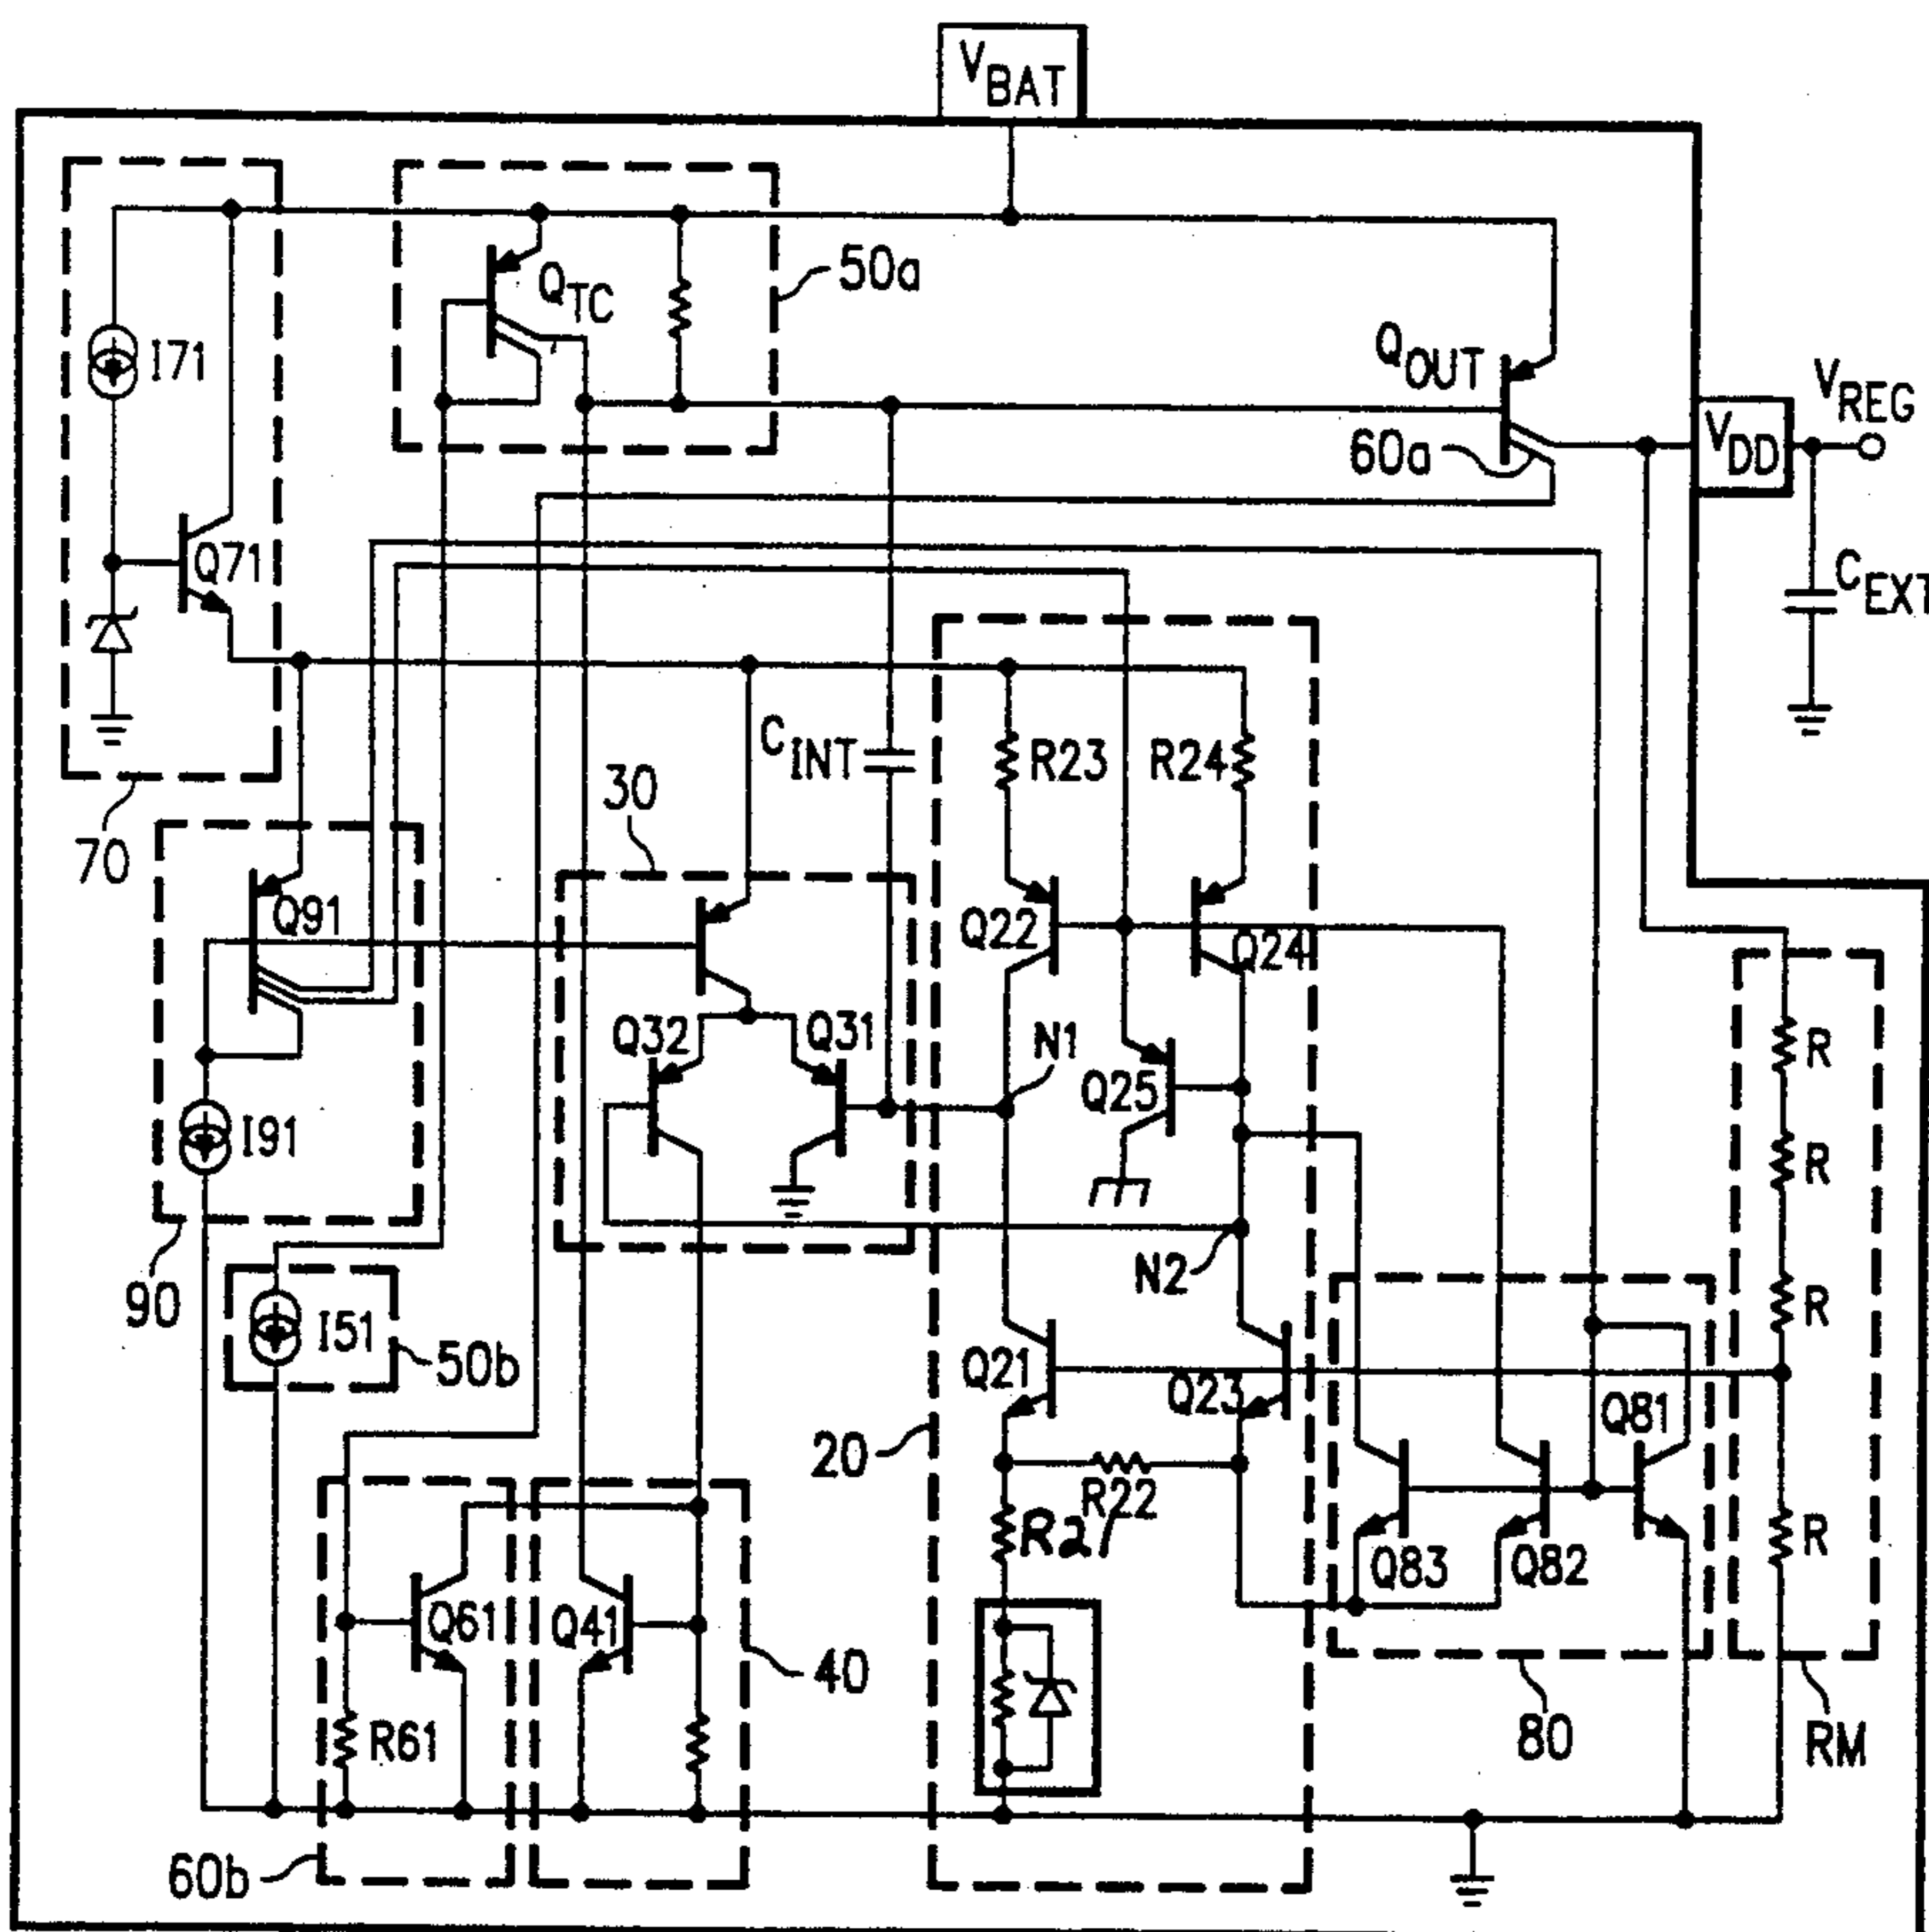 VBAT
I71
QTC
50a
QOUT
VREG
60a
VDD
Q71
CEXT
CINT
R23
R24
30
70
Q91
Q22
Q24
Q32
Q31
N1
R
Q25
I91
R
90
N2
R
I51
50b
Q21
Q23
Q81
20
R22
R21
R
Q83
Q82
Q61
Q41
40
R61
80
RM
60b